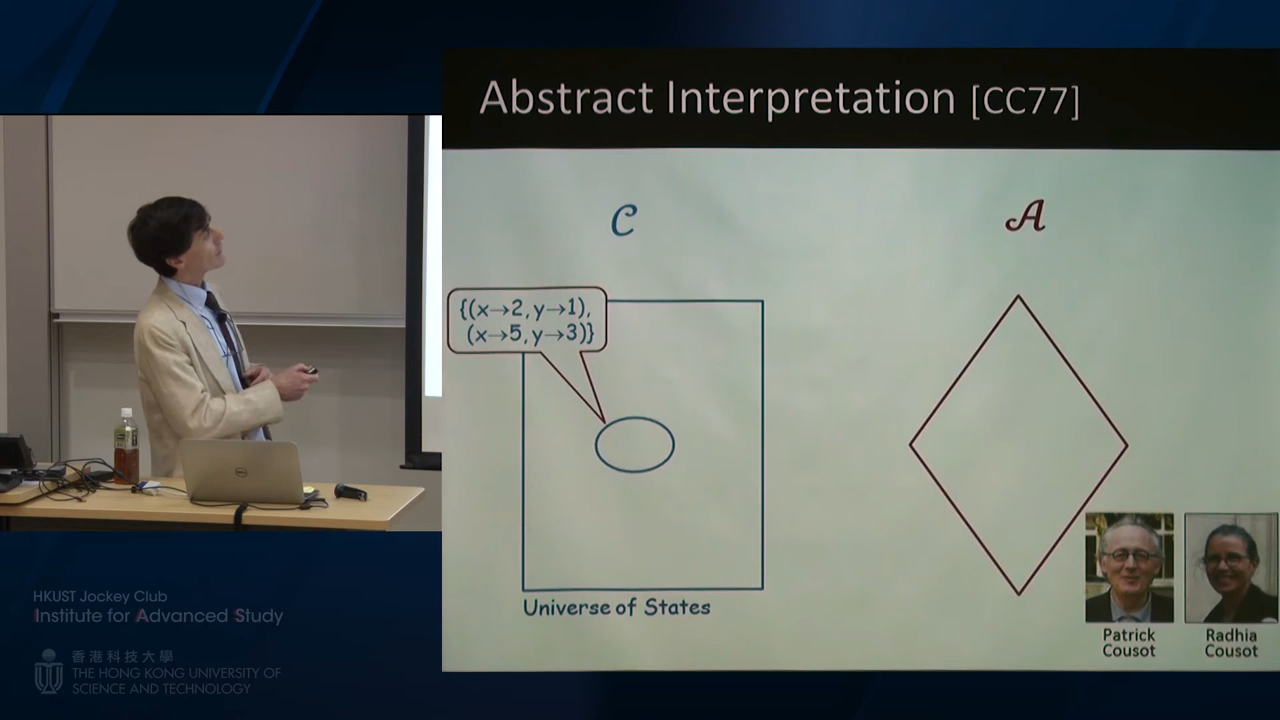 Abstract Interpretation [CC77]
𝒞
𝒜
{(x→2,y→1),
(x→5,y→3)}
Universe of States
Patrick
Cousot
Radhia
Cousot
DELL
HKUST Jockey Club
Institute for Advanced Study
香港科技大學
THE HONG KONG UNIVERSITY OF
SCIENCE AND TECHNOLOGY